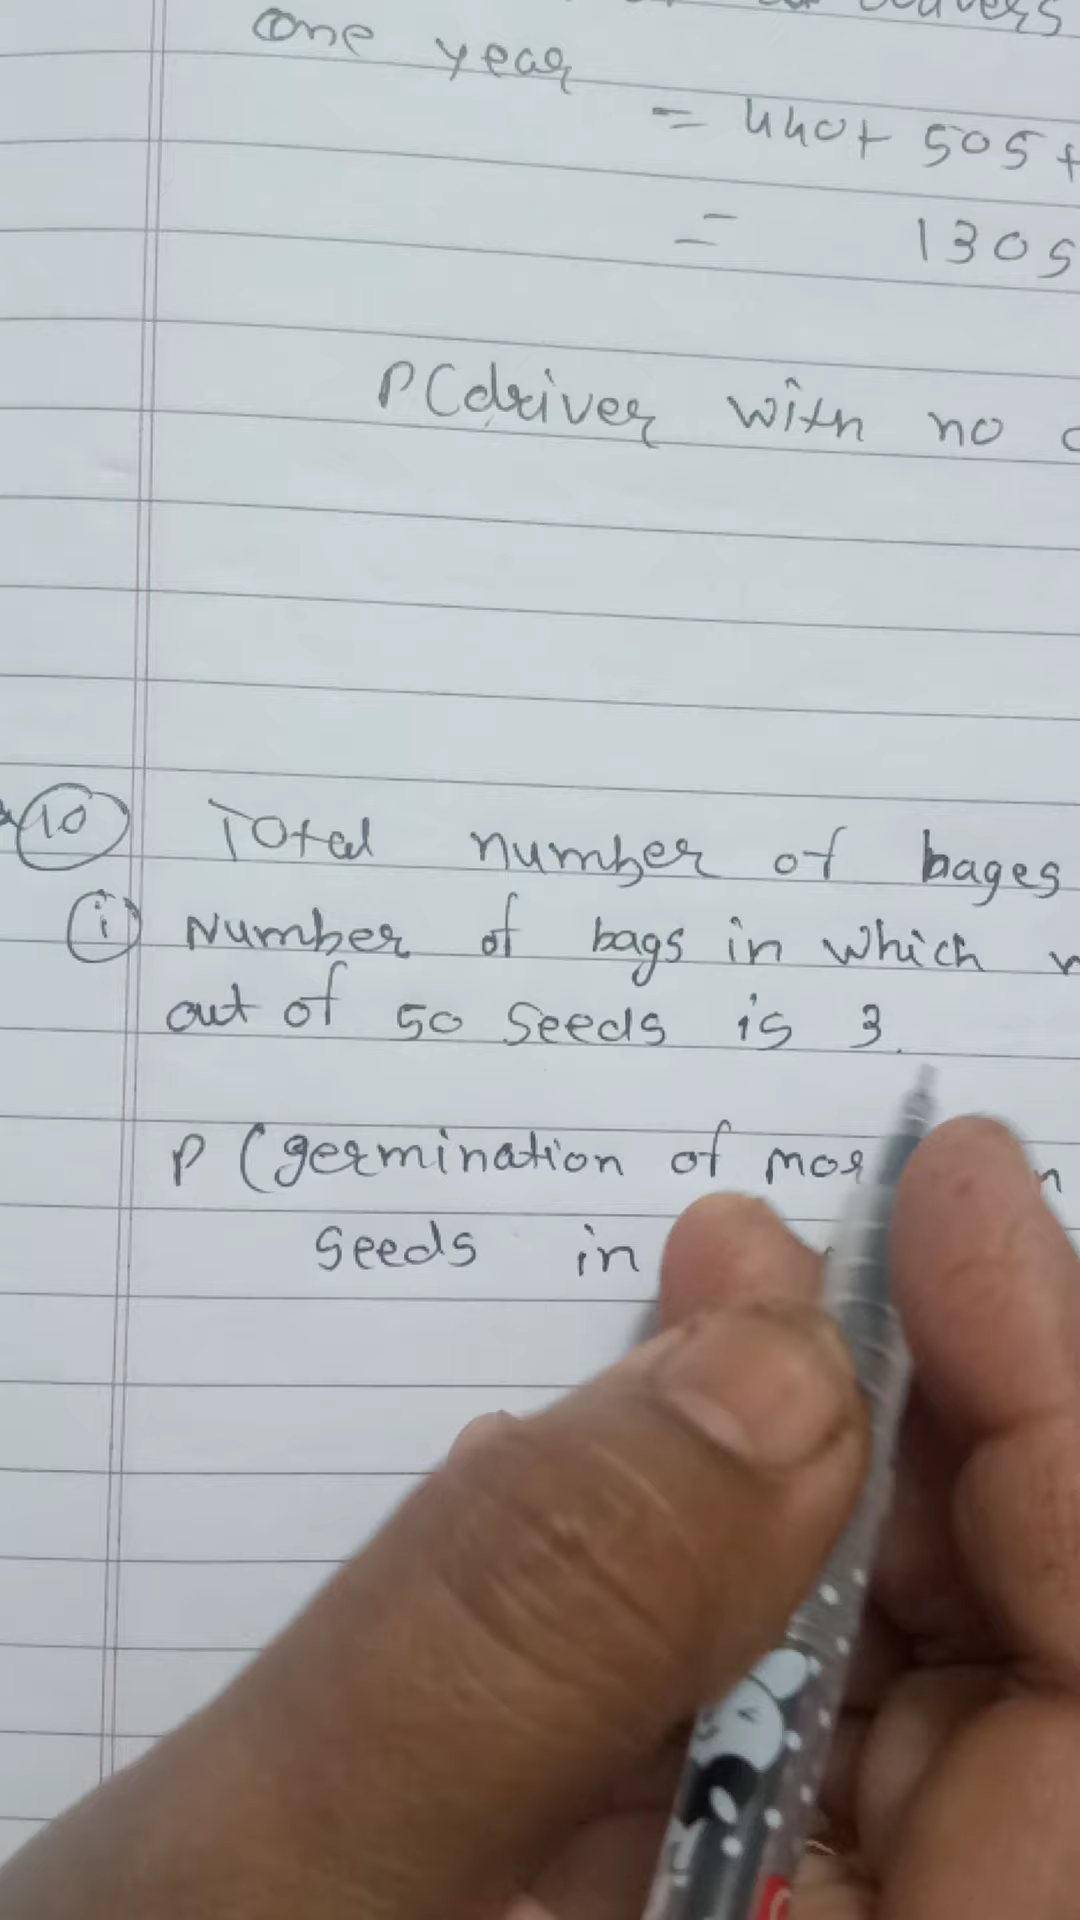 one year
= 440+ 505+
= 1305
P(driver with no
10 Total number of bages
i Number of bags in which
out of 50 Seeds is 3.
P (germination of
Seeds in